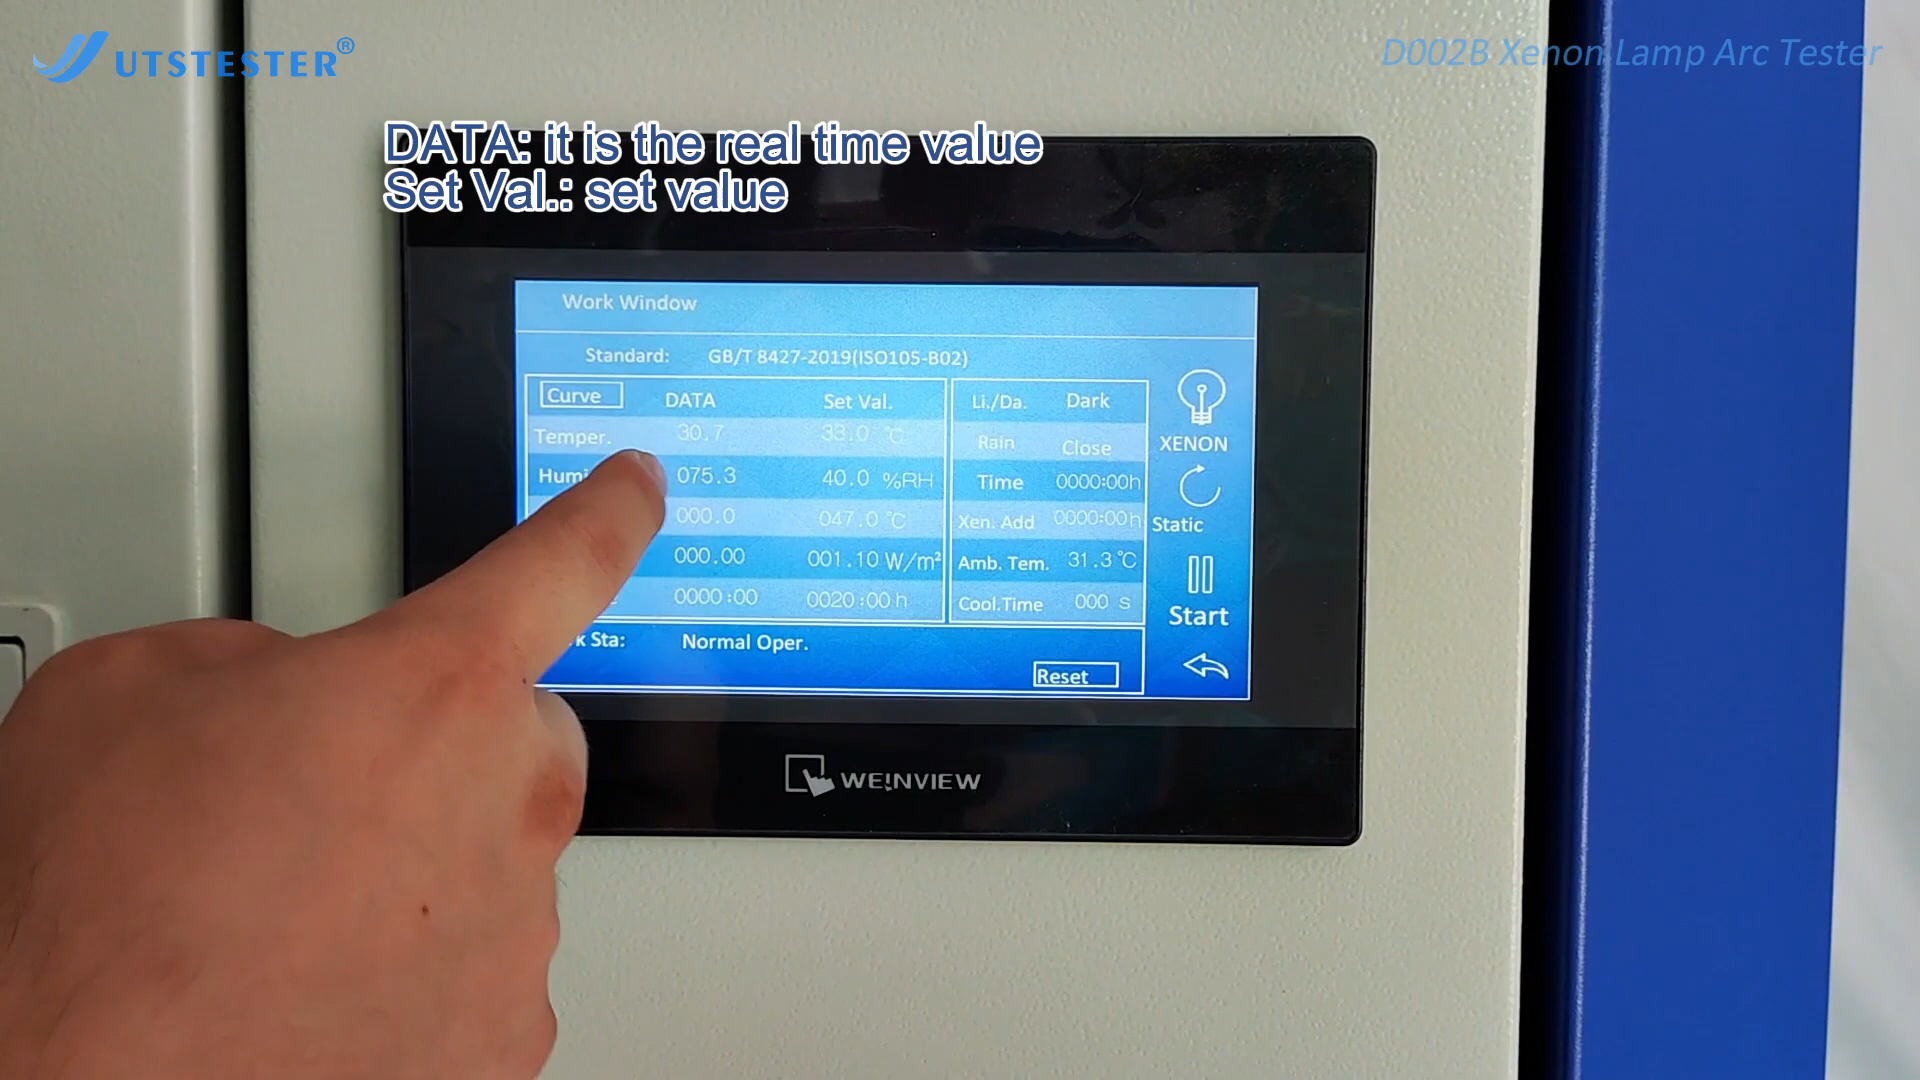 UTSTESTER®
D002B Xenon Lamp Arc Tester
DATA: it is the real time value
Set Val.: set value
Work Window
Standard: GB/T 8427-2019(ISO105-B02)
Curve DATA Set Val. Li./Da. Dark
Temper. 30.7 33.0 ℃ Rain Close
Humi 075.3 40.0 %RH Time 0000:00h
000.0 047.0 ℃ Xen. Add 0000:00h
000.00 001.10 W/m² Amb. Tem. 31.3 ℃
0000:00 0020:00 h Cool.Time 000 s
k Sta: Normal Oper.
Reset
XENON
Static
Start
WEINVIEW